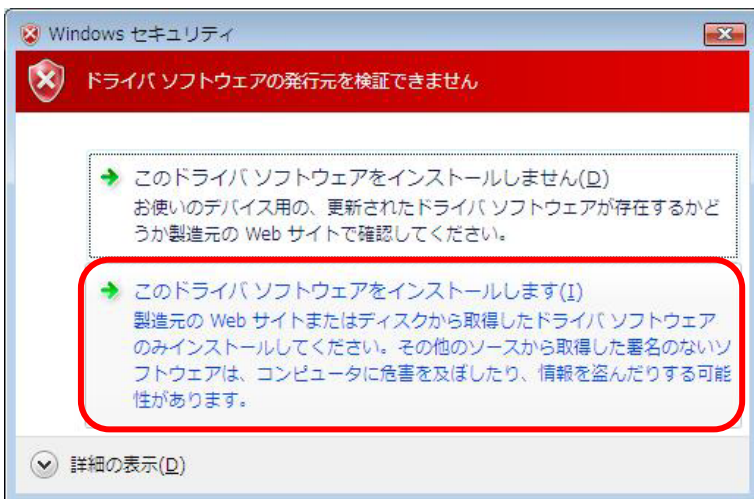 Windows セキュリティ
ドライバ ソフトウェアの発行元を検証できません
このドライバ ソフトウェアをインストールしません(D)
お使いのデバイス用の、更新されたドライバ ソフトウェアが存在するかど
うか製造元の Web サイトで確認してください。
このドライバ ソフトウェアをインストールします(I)
製造元の Web サイトまたはディスクから取得したドライバ ソフトウェア
のみインストールしてください。その他のソースから取得した署名のないソ
フトウェアは、コンピュータに危害を及ぼしたり、情報を盗んだりする可能
性があります。
詳細の表示(D)